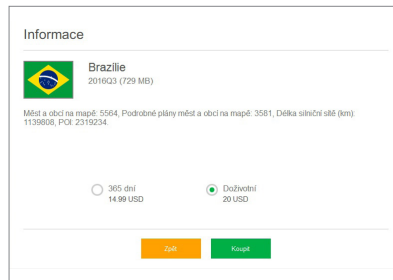 Informace
Brazílie
2016Q3 (729 MB)
Měst a obcí na mapě: 5564, Podrobné plány měst a obcí na mapě: 3581, Délka silniční sítě (km):
1139808, POI: 2319234.
365 dní
14.99 USD
Doživotní
20 USD
Zpět
Koupit